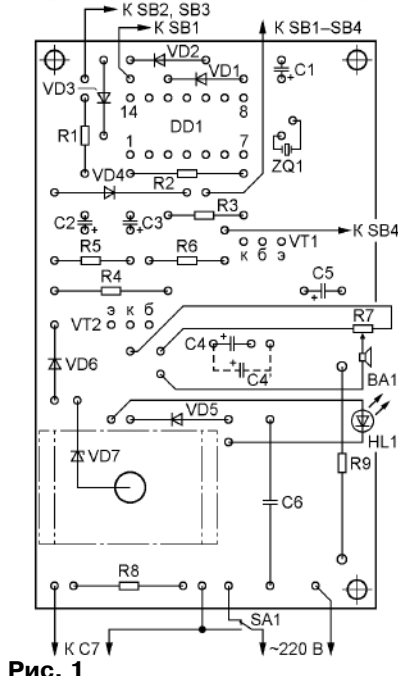 К SB2, SB3
К SB1
К SB1–SB4
VD2
VD1
C1
VD3
14
8
DD1
R1
1
7
ZQ1
VD4
R2
R3
C2
C3
К SB4
R5
R6
VT1
к б э
R4
C5
э к б
VT2
R7
C4
C4'
VD6
BA1
VD5
HL1
VD7
R9
C6
R8
SA1
К C7
~220 В
Рис. 1